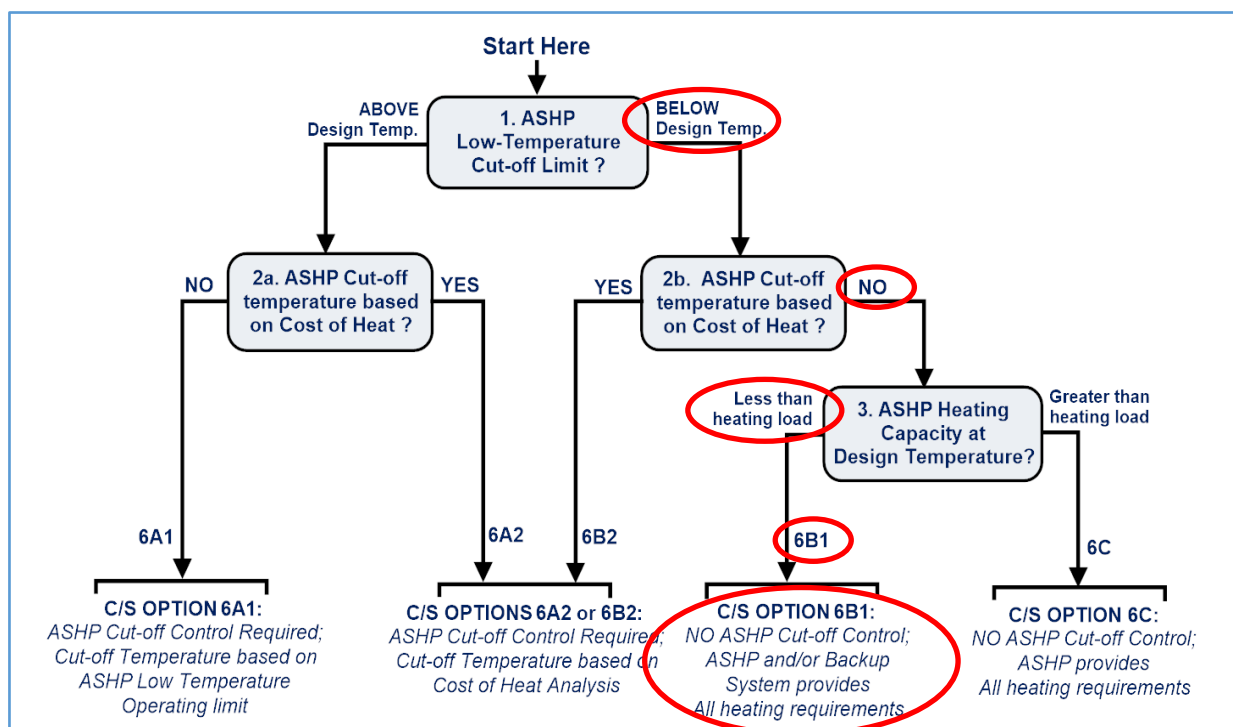 Start Here
ABOVE
Design Temp.
1. ASHP
Low-Temperature
Cut-off Limit ?
BELOW
Design Temp.
NO
2a. ASHP Cut-off
temperature based
on Cost of Heat ?
YES
YES
2b. ASHP Cut-off
temperature based
on Cost of Heat ?
NO
Less than
heating load
3. ASHP Heating
Capacity at
Design Temperature?
Greater than
heating load
6A1
6A2
6B2
6B1
6C
C/S OPTION 6A1:
ASHP Cut-off Control Required;
Cut-off Temperature based on
ASHP Low Temperature
Operating limit
C/S OPTIONS 6A2 or 6B2:
ASHP Cut-off Control Required;
Cut-off Temperature based on
Cost of Heat Analysis
C/S OPTION 6B1:
NO ASHP Cut-off Control;
ASHP and/or Backup
System provides
All heating requirements
C/S OPTION 6C:
NO ASHP Cut-off Control;
ASHP provides
All heating requirements